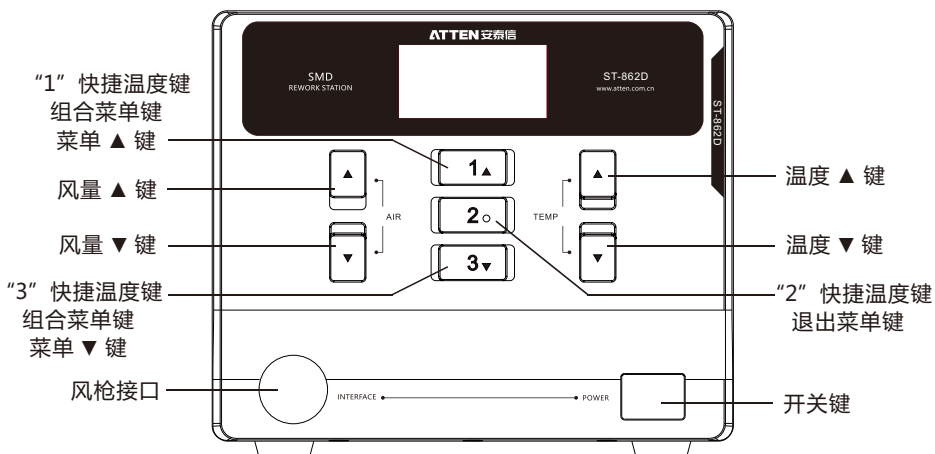 ATTEN安泰信
SMD
REWORK STATION
ST-862D
www.atten.com.cn
ST-862D
“1”快捷温度键
组合菜单键
菜单 ▲ 键
风量 ▲ 键
风量 ▼ 键
“3”快捷温度键
组合菜单键
菜单 ▼ 键
风枪接口
▲
▼
AIR
1▲
2○
3▼
TEMP
▲
▼
温度 ▲ 键
温度 ▼ 键
“2”快捷温度键
退出菜单键
INTERFACE
POWER
开关键